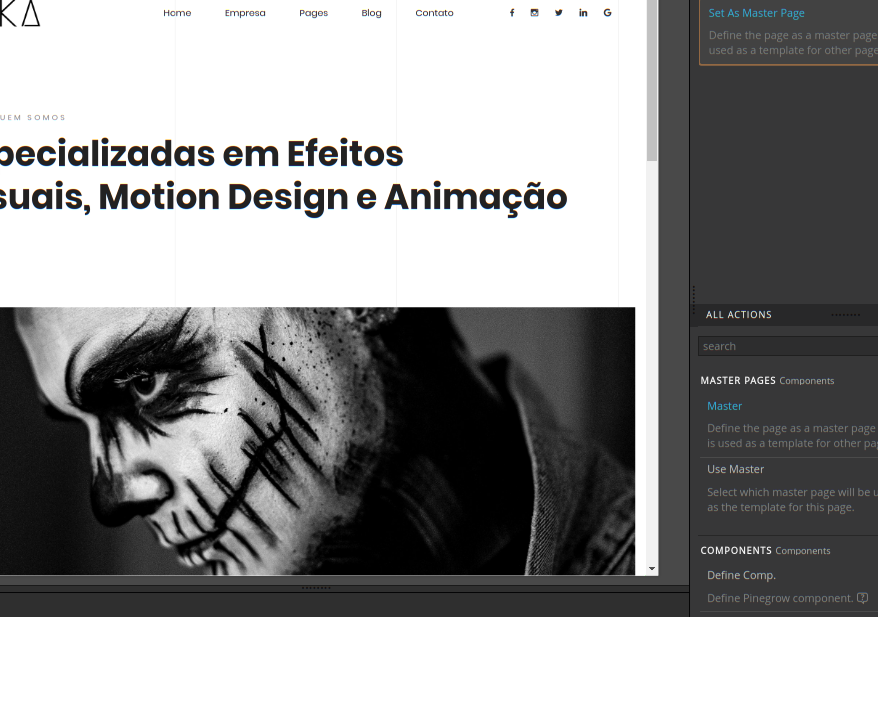 KA
Home Empresa Pages Blog Contato
UEM SOMOS
pecializadas em Efeitos
suais, Motion Design e Animação
Set As Master Page
Define the page as a master page
used as a template for other page
ALL ACTIONS
search
MASTER PAGES Components
Master
Define the page as a master page
is used as a template for other pag
Use Master
Select which master page will be u
as the template for this page.
COMPONENTS Components
Define Comp.
Define Pinegrow component.